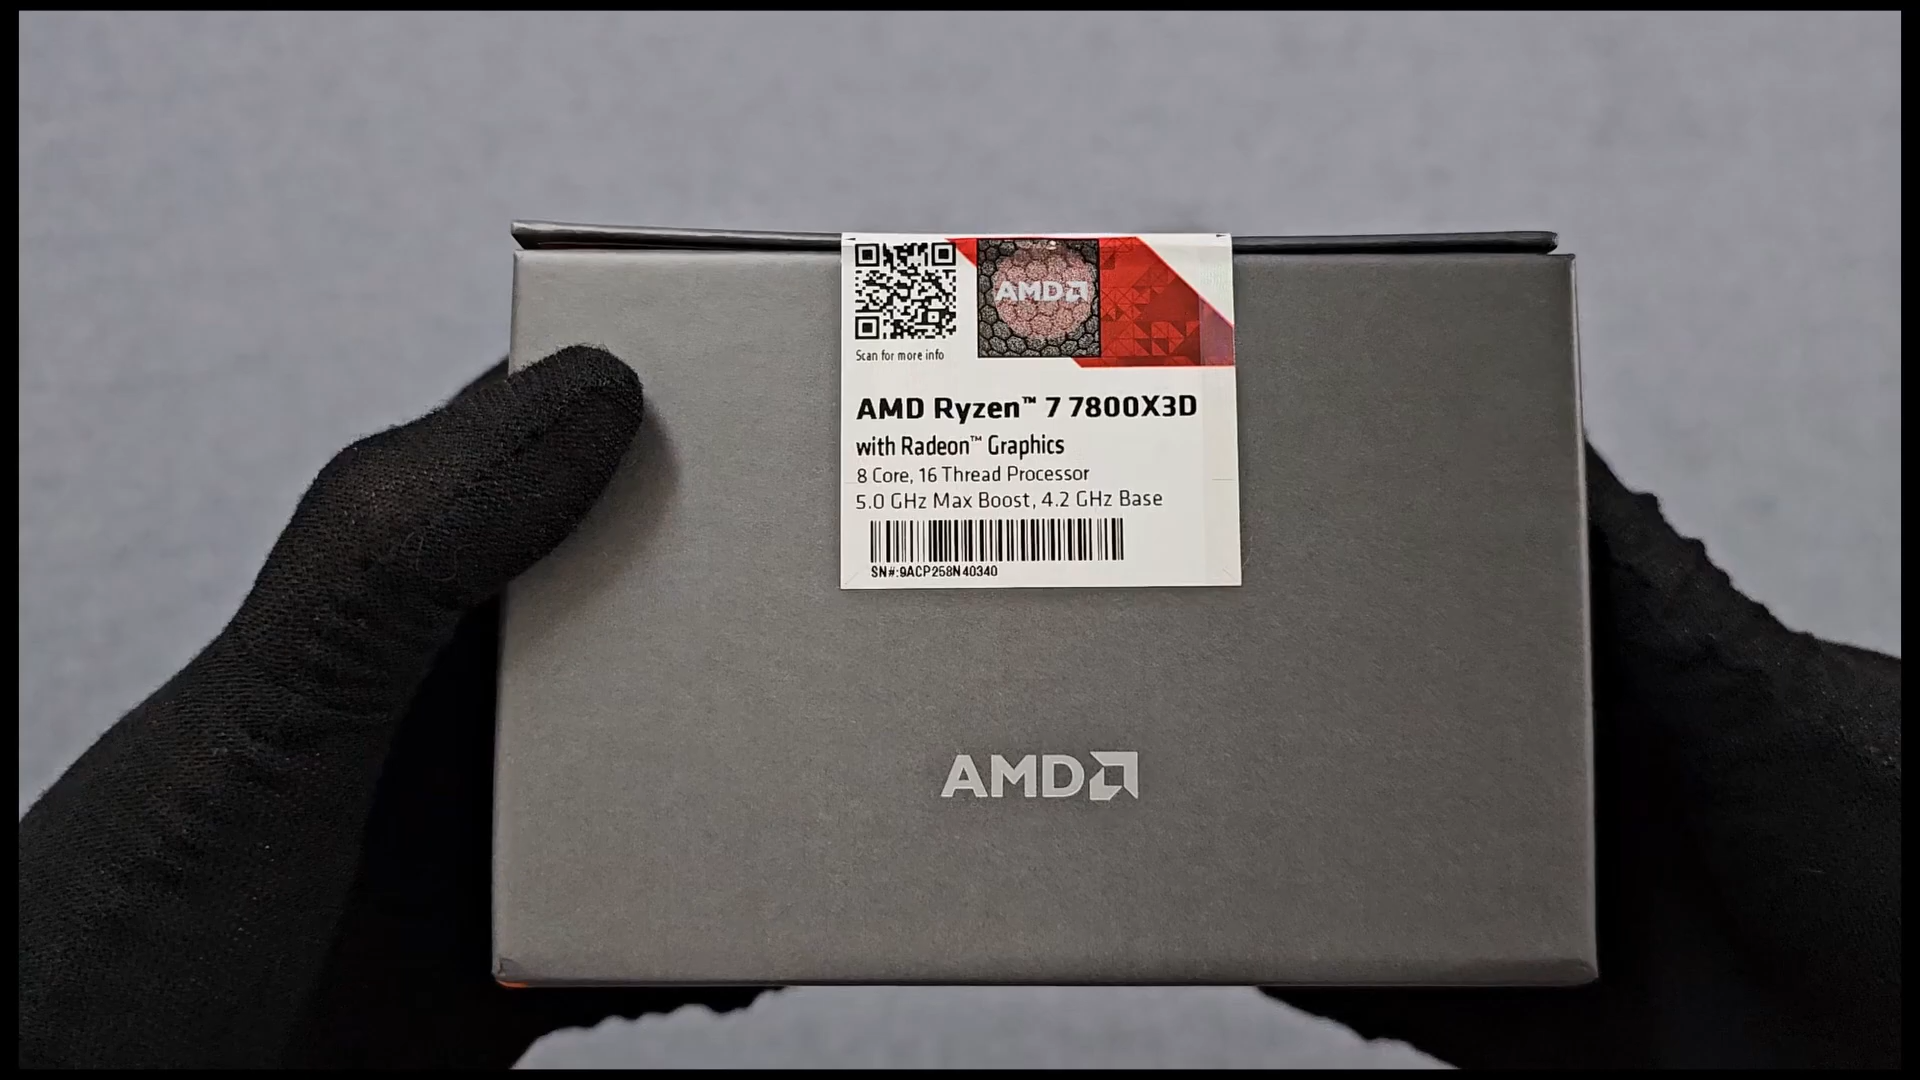 AMD
Scan for more info
AMD Ryzen™ 7 7800X3D
with Radeon™ Graphics
8 Core, 16 Thread Processor
5.0 GHz Max Boost, 4.2 GHz Base
SN#:9ACP258N40340
AMD